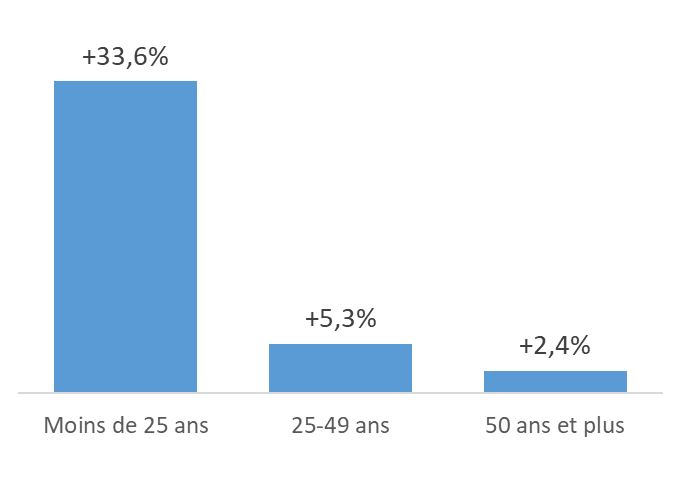 +33,6%
+5,3%
+2,4%
Moins de 25 ans
25-49 ans
50 ans et plus